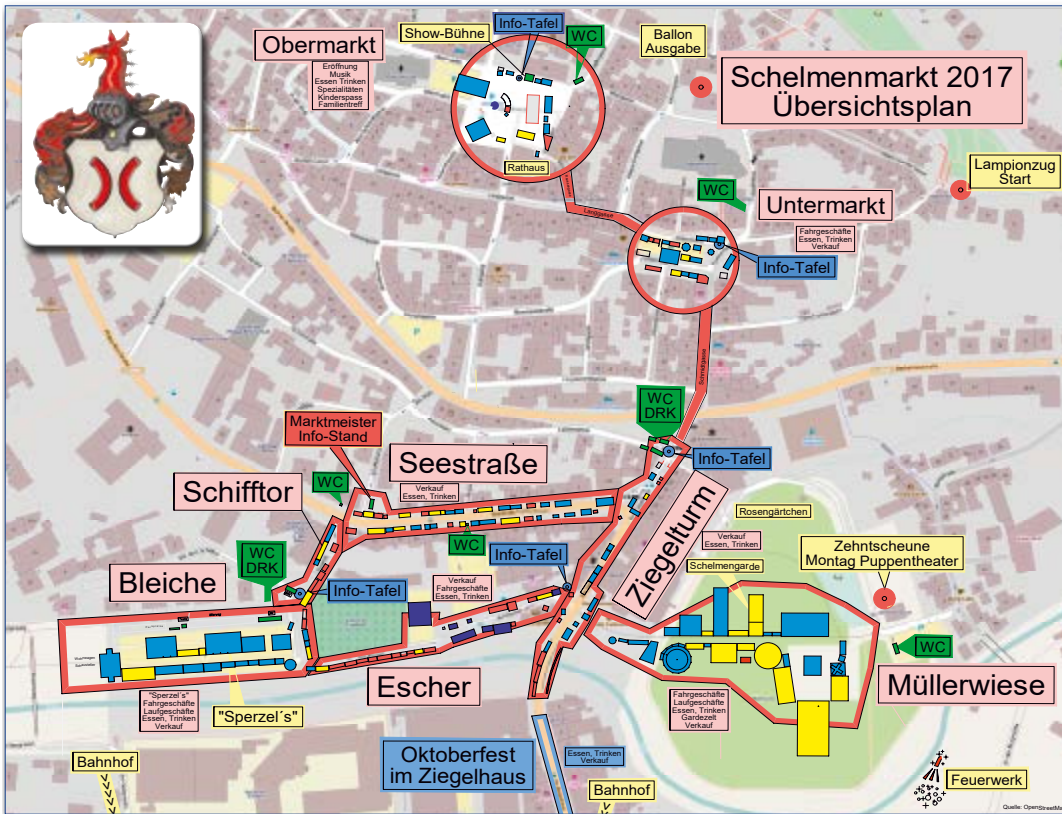 Schelmenmarkt 2017
Übersichtsplan
Obermarkt
Eröffnung
Musik
Essen Trinken
Spezialitäten
Kinderspass
Familientreff
Show-Bühne
Info-Tafel
WC
Ballon
Ausgabe
Rathaus
Lampionzug
Start
WC
Untermarkt
Fahrgeschäfte
Essen, Trinken
Verkauf
Info-Tafel
Langgasse
Schmidtgasse
WC
DRK
Info-Tafel
Marktmeister
Info-Stand
Seestraße
Verkauf
Essen, Trinken
WC
Schifftor
WC
Ziegelturm
Verkauf
Essen, Trinken
Rosengärtchen
Schelmengarde
Zehntscheune
Montag Puppentheater
Bleiche
WC
DRK
Info-Tafel
Info-Tafel
Verkauf
Fahrgeschäfte
Essen, Trinken
Escher
"Sperzel´s"
Fahrgeschäfte
Laufgeschäfte
Essen, Trinken
Verkauf
"Sperzel´s"
WC
Müllerwiese
Fahrgeschäfte
Laufgeschäfte
Essen, Trinken
Gardezelt
Verkauf
Oktoberfest
im Ziegelhaus
Essen, Trinken
Verkauf
Bahnhof
Bahnhof
Feuerwerk
Quelle: OpenStreetMa